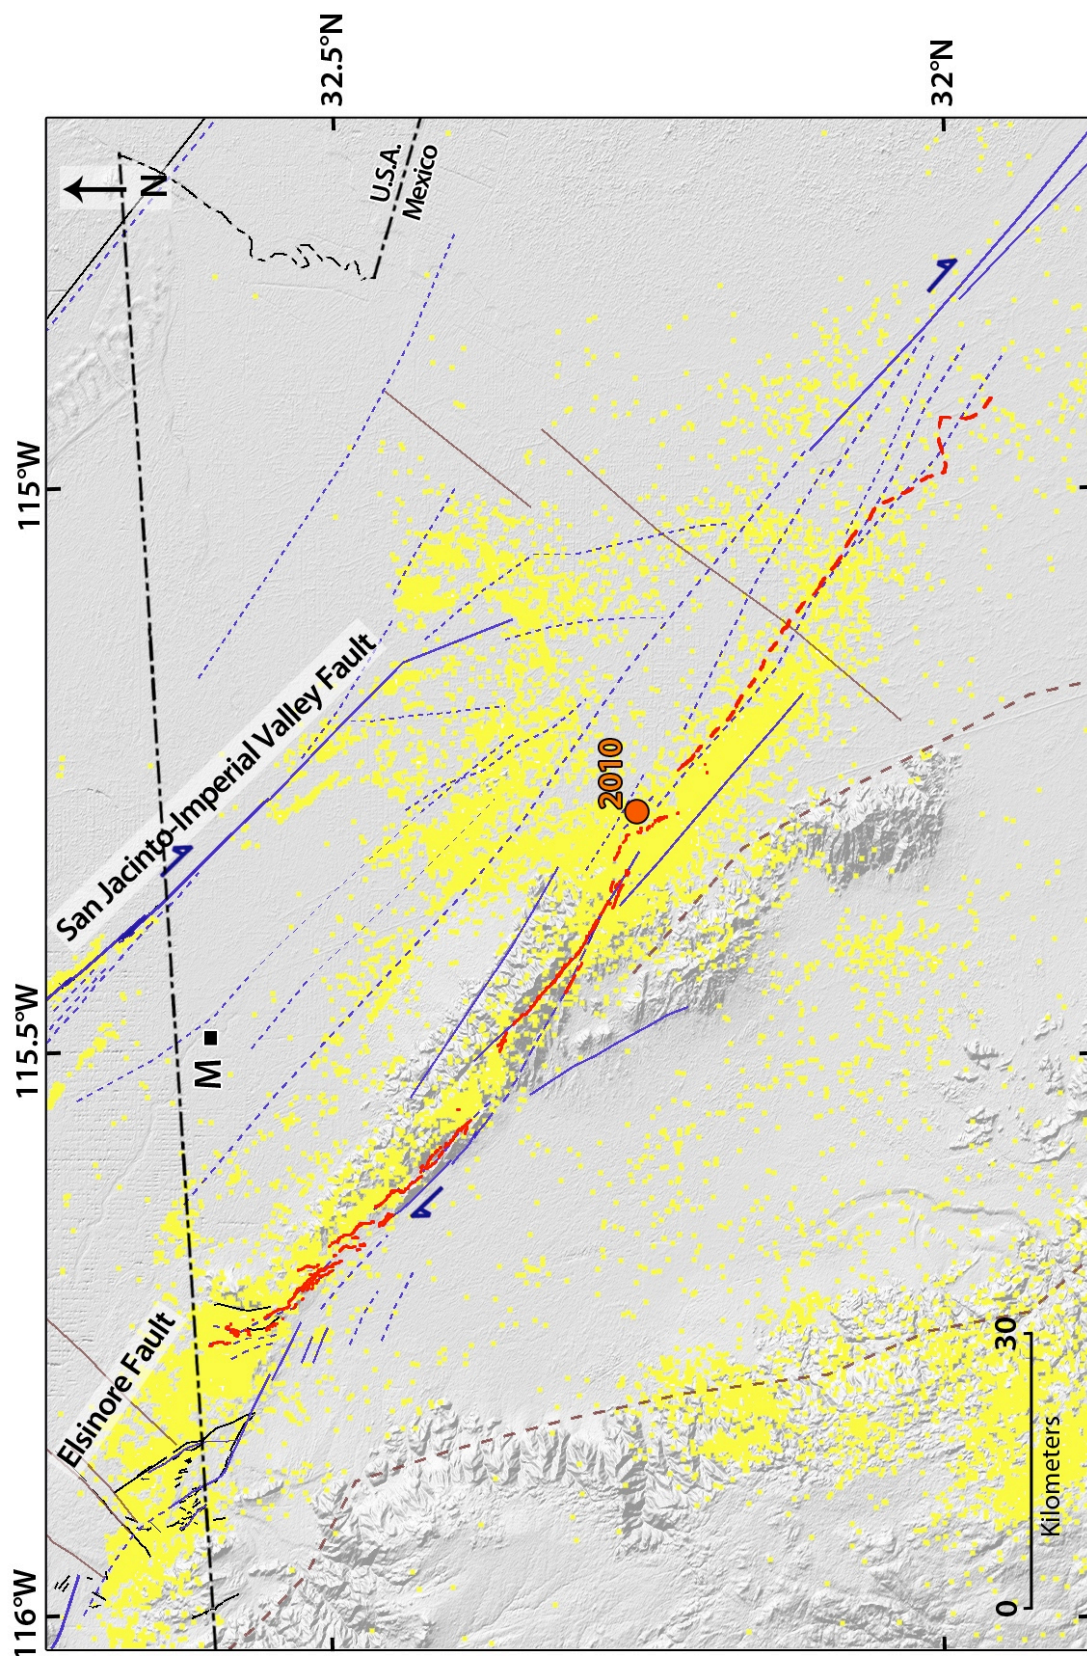 116°W
115.5°W
115°W
N
32.5°N
U.S.A.
Mexico
San Jacinto-Imperial Valley Fault
Elsinore Fault
M
2010
32°N
0
30
Kilometers